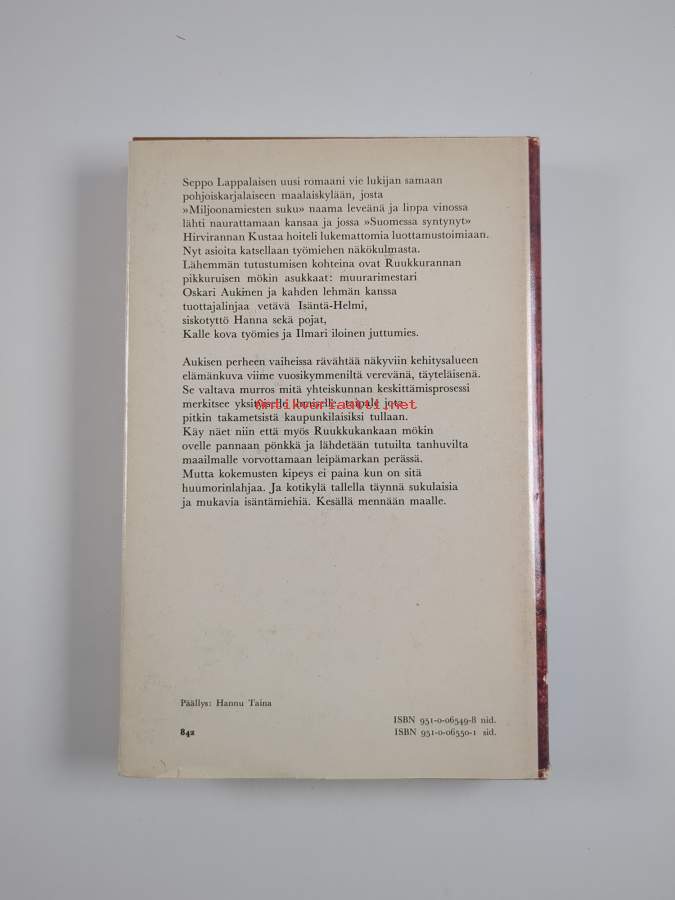 Seppo Lappalaisen uusi romaani vie lukijan samaan
pohjoiskarjalaiseen maalaiskylään, josta
»Miljoonamiesten suku» naama leveänä ja linppa vinossa
lähti naurattamaan kansaa ja jossa »Suomessa syntynyt»
Hirvirannan Kustaa hoiteli lukemattomia luottamustoimiaan.
Nyt asioita katsellaan työmiehen näkökulmasta.
Lähemmän tutustumisen kohteina ovat Ruukkurannan
pikkuruisen mökin asukkaat: muurarimestari
Oskari Aukinen ja kahden lehmän kanssa
tuottajalinjaa vetävä Isäntä-Helmi,
siskotyttö Hanna sekä pojat,
Kalle kova työmies ja Ilmari iloinen juttumies.
Aukisen perheen vaiheissa rävähtää näkyviin kehitysalueen
elämänkuva viime vuosikymmeniltä verevänä, täyteläisenä.
Se valtava murros mitä yhteiskunnan keskittämisprosessi
merkitsee yksityiselle ihmiselle, taipale jota
Antikvariaatti.net
pitkin takametsistä kaupunkilaisiksi tullaan.
Käy näet niin että myös Ruukkukankaan mökin
ovelle pannaan pönkkä ja lähdetään tutuilta tanhuvilta
maailmalle vorvottamaan leipämarkan perässä.
Mutta kokemusten kipeys ei paina kun on sitä
huumorinlahjaa. Ja kotikylä tallella täynnä sukulaisia
ja mukavia isäntämiehiä. Kesällä mennään maalle.
Päällys: Hannu Taina
842
ISBN 951-0-06549-8 nid.
ISBN 951-0-06550-1 sid.